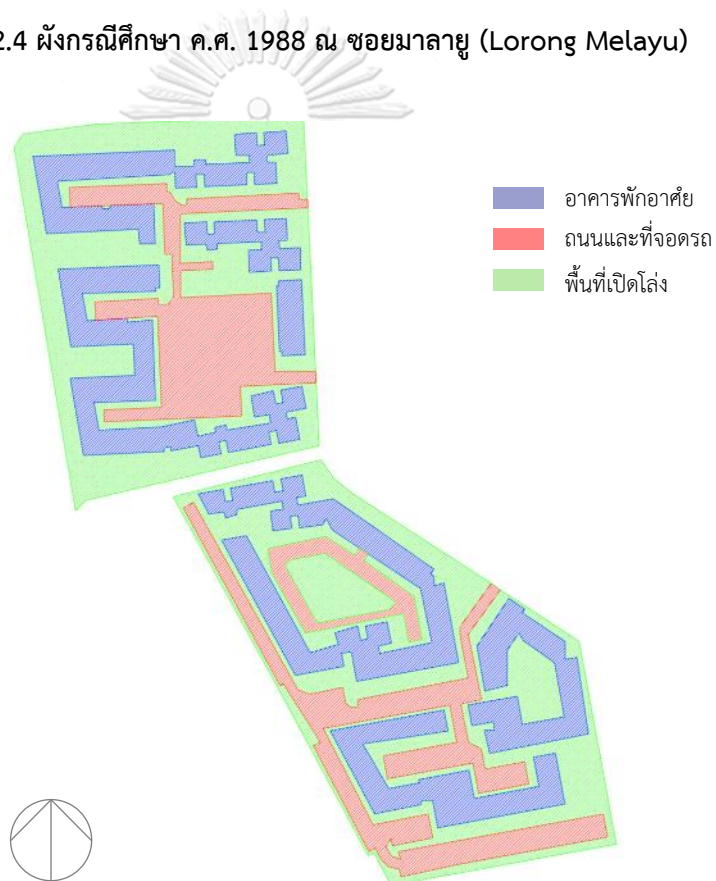 2.4 ผังกรณีศึกษา ค.ศ. 1988 ณ ซอยมาลายู (Lorong Melayu)
อาคารพักอาศัย
ถนนและที่จอดรถ
พื้นที่เปิดโล่ง